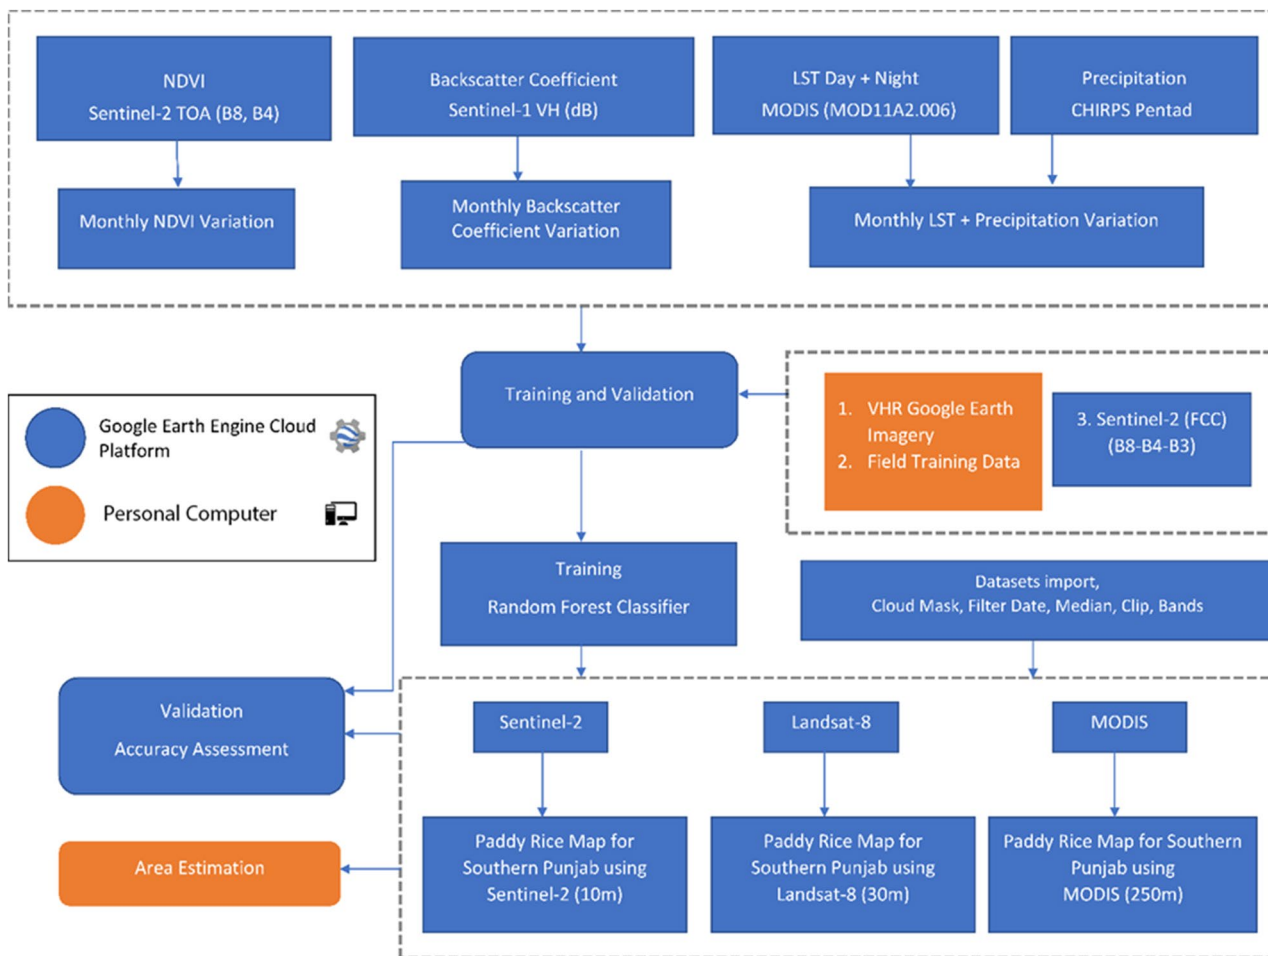 NDVI
Sentinel-2 TOA (B8, B4)
Backscatter Coefficient
Sentinel-1 VH (dB)
LST Day + Night
MODIS (MOD11A2.006)
Precipitation
CHIRPS Pentad
Monthly NDVI Variation
Monthly Backscatter
Coefficient Variation
Monthly LST + Precipitation Variation
Training and Validation
1. VHR Google Earth
Imagery
2. Field Training Data
3. Sentinel-2 (FCC)
(B8-B4-B3)
Google Earth Engine Cloud
Platform
Personal Computer
Training
Random Forest Classifier
Datasets import,
Cloud Mask, Filter Date, Median, Clip, Bands
Validation
Accuracy Assessment
Sentinel-2
Landsat-8
MODIS
Paddy Rice Map for
Southern Punjab using
Sentinel-2 (10m)
Paddy Rice Map for
Southern Punjab using
Landsat-8 (30m)
Paddy Rice Map for Southern
Punjab using
MODIS (250m)
Area Estimation